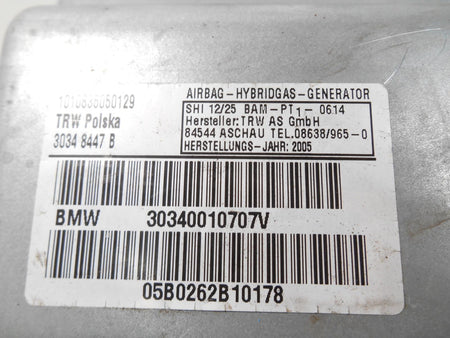 TRW Polska
3034 8447 B
AIRBAG-HYBRIDGAS-GENERATOR
SHI 12/25 BAM-PT1-0614
Hersteller:TRW AS GmbH
84544 ASCHAU TEL.08638/965-0
HERSTELLUNGS-JAHR: 2005
BMW 30340010707V
05B0262B10178